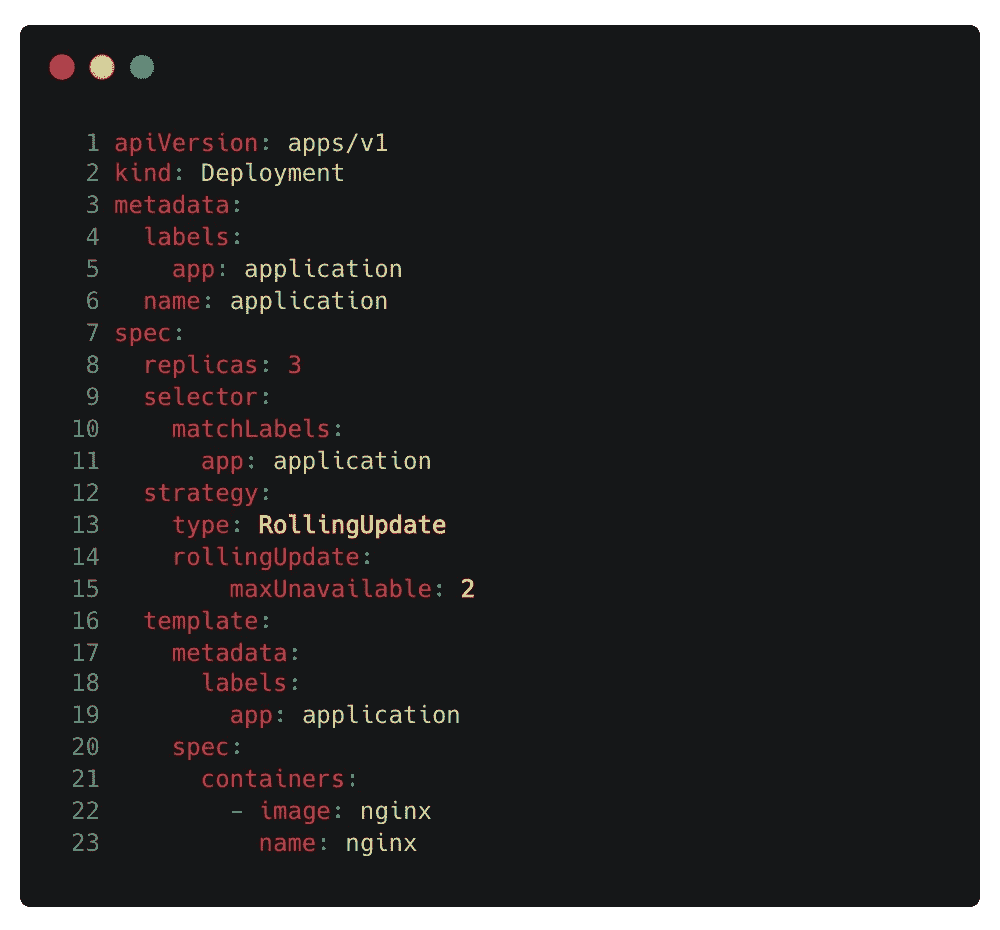 1 apiVersion: apps/v1
2 kind: Deployment
3 metadata:
4   labels:
5     app: application
6   name: application
7 spec:
8   replicas: 3
9   selector:
10     matchLabels:
11       app: application
12   strategy:
13     type: RollingUpdate
14     rollingUpdate:
15         maxUnavailable: 2
16   template:
17     metadata:
18       labels:
19         app: application
20     spec:
21       containers:
22         - image: nginx
23           name: nginx